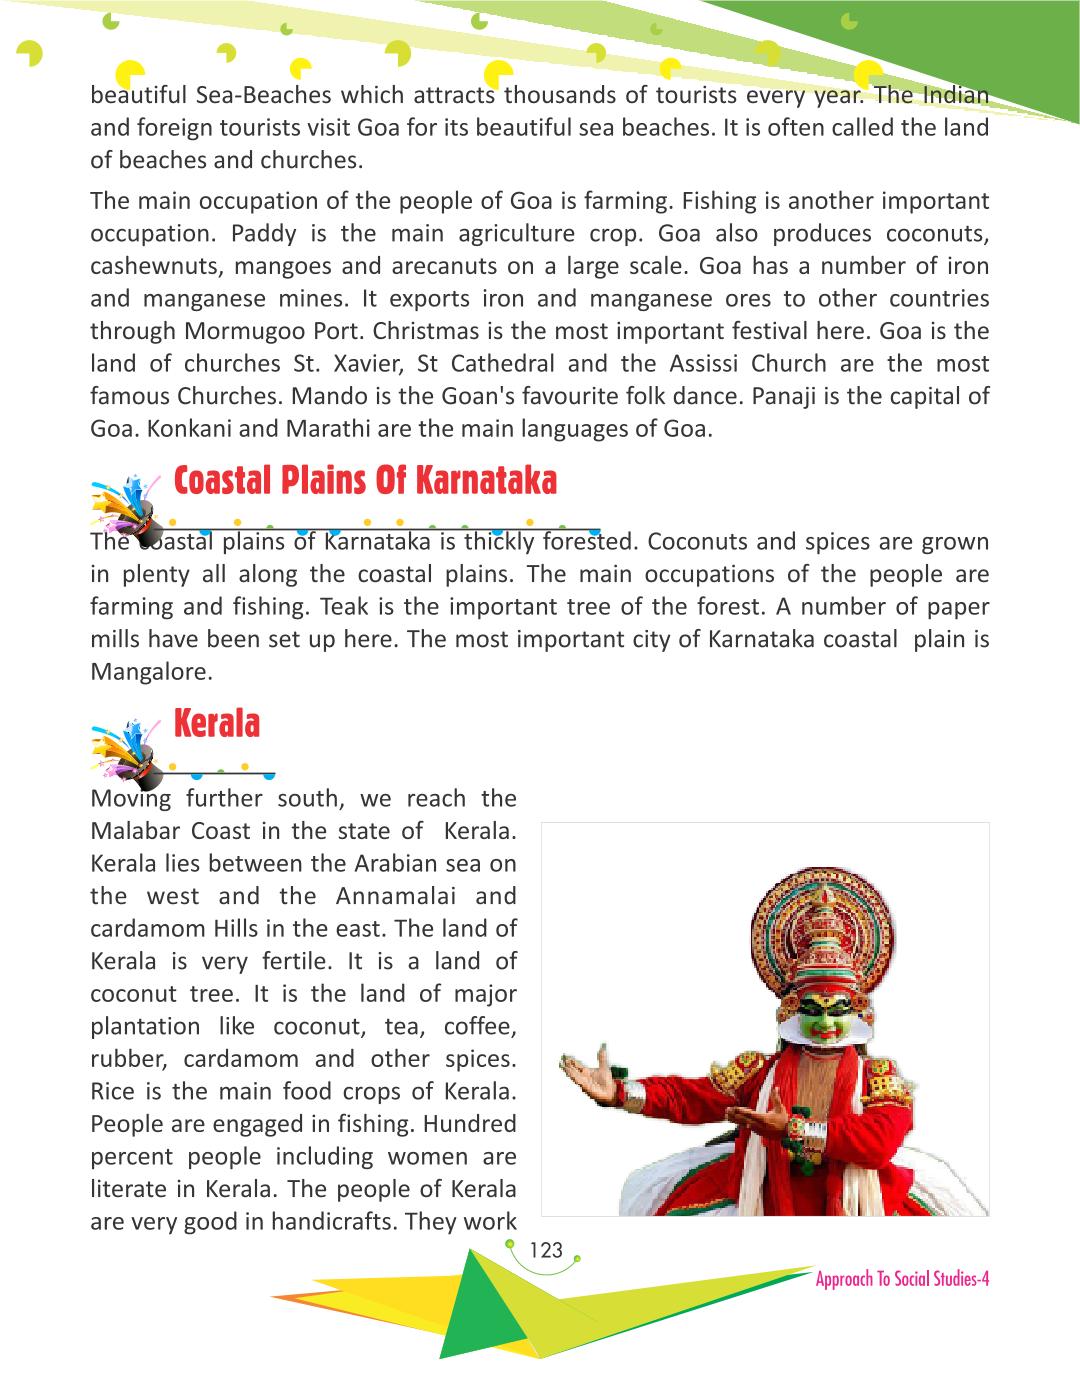 beautiful Sea-Beaches which attracts thousands of tourists every year. The Indian
and foreign tourists visit Goa for its beautiful sea beaches. It is often called the land
of beaches and churches.
The main occupation of the people of Goa is farming. Fishing is another important
occupation. Paddy is the main agriculture crop. Goa also produces coconuts,
cashewnuts, mangoes and arecanuts on a large scale. Goa has a number of iron
and manganese mines. It exports iron and manganese ores to other countries
through Mormugoo Port. Christmas is the most important festival here. Goa is the
land of churches St. Xavier, St Cathedral and the Assissi Church are the most
famous Churches. Mando is the Goan's favourite folk dance. Panaji is the capital of
Goa. Konkani and Marathi are the main languages of Goa.
Coastal Plains Of Karnataka
The coastal plains of Karnataka is thickly forested. Coconuts and spices are grown
in plenty all along the coastal plains. The main occupations of the people are
farming and fishing. Teak is the important tree of the forest. A number of paper
mills have been set up here. The most important city of Karnataka coastal plain is
Mangalore.
Kerala
Moving further south, we reach the
Malabar Coast in the state of Kerala.
Kerala lies between the Arabian sea on
the west and the Annamalai and
cardamom Hills in the east. The land of
Kerala is very fertile. It is a land of
coconut tree. It is the land of major
plantation like coconut, tea, coffee,
rubber, cardamom and other spices.
Rice is the main food crops of Kerala.
People are engaged in fishing. Hundred
percent people including women are
literate in Kerala. The people of Kerala
are very good in handicrafts. They work
123
Approach To Social Studies-4